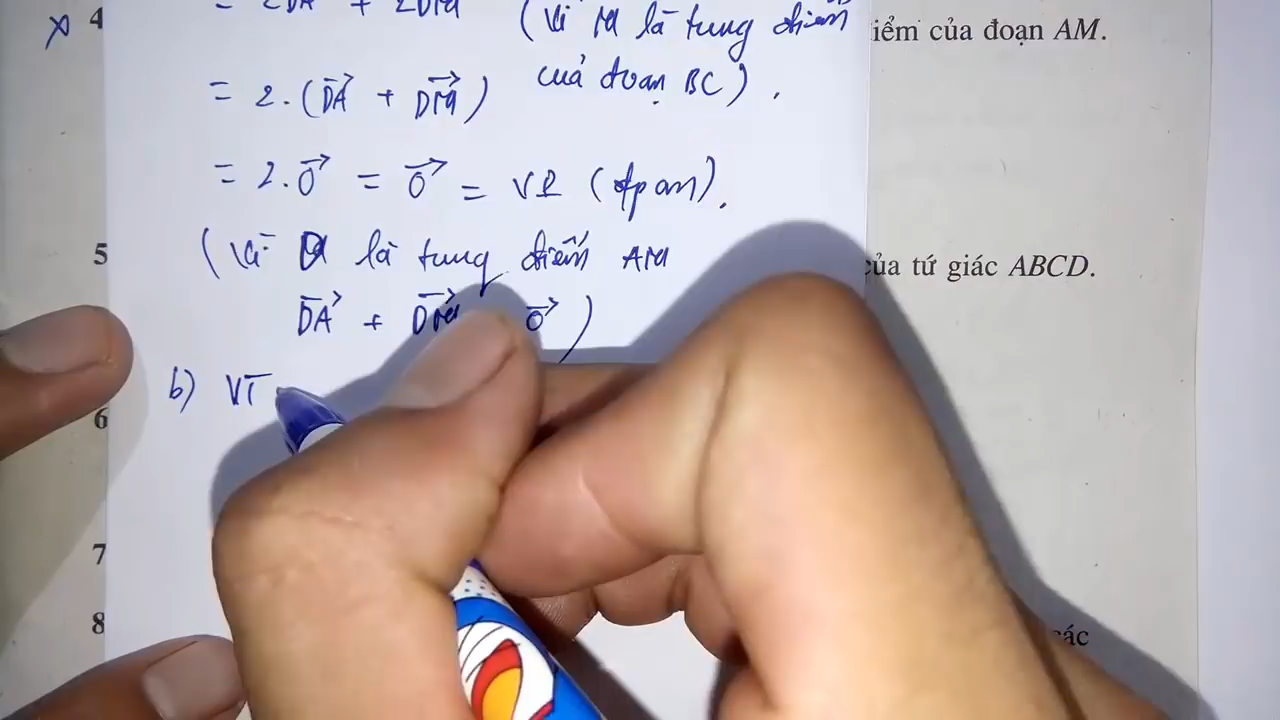 4 = 2DA + 2DM (Vì M là trung điểm iểm của đoạn AM.
= 2.(DA + DM) của đoạn BC).
= 2.0 = 0 = VP (đpcm).
(Vì D là trung điểm AM
5 của tứ giác ABCD.
DA + DM 0)
b) VT
6
7
8 các